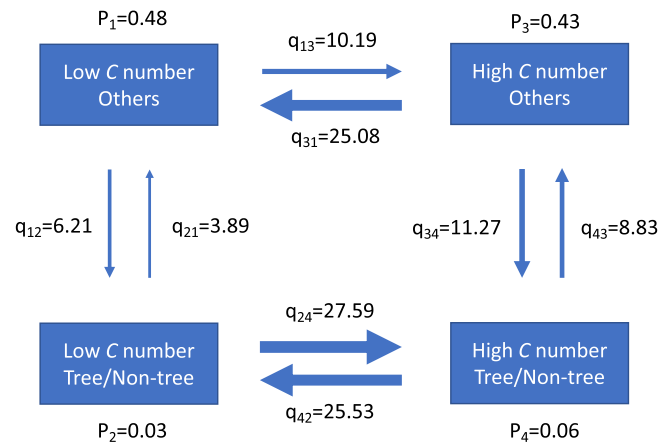 P1=0.48
P3=0.43
Low C number
Others
q13=10.19
High C number
Others
q31=25.08
q12=6.21
q21=3.89
q34=11.27
q43=8.83
q24=27.59
Low C number
Tree/Non-tree
High C number
Tree/Non-tree
q42=25.53
P2=0.03
P4=0.06